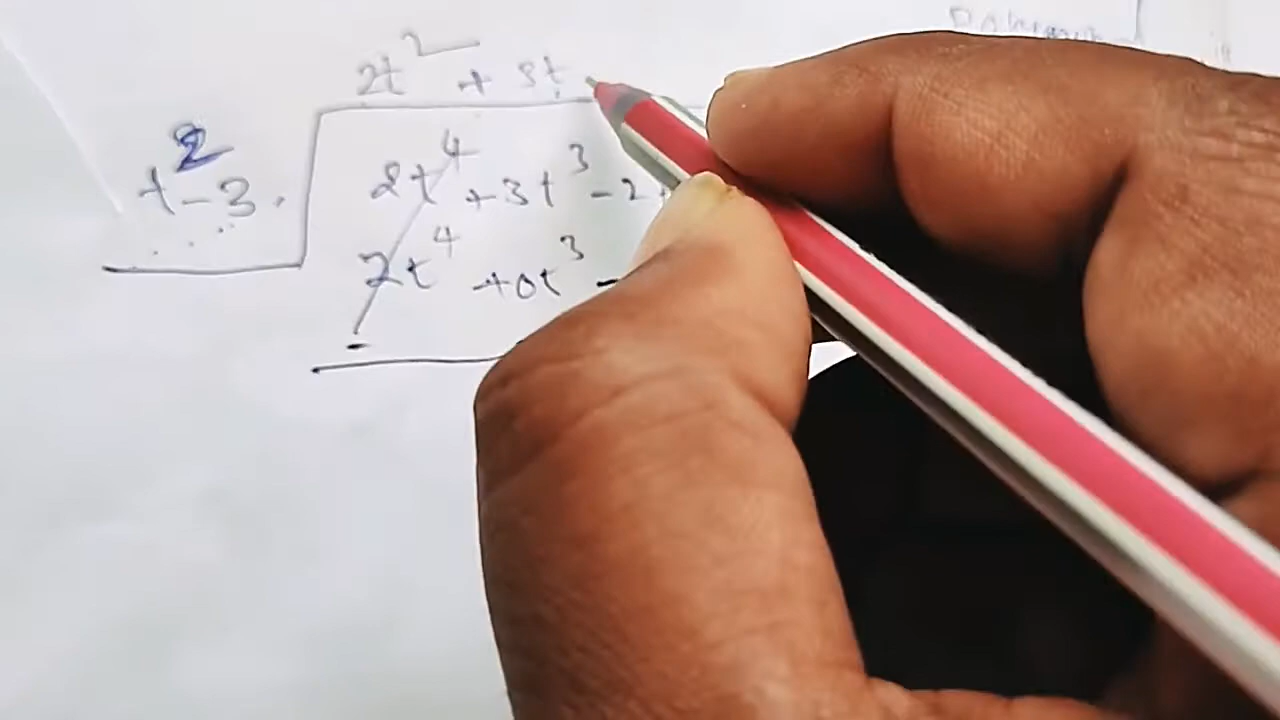 2t² + 3t
t² - 3
2t⁴ + 3t³ - 2
2t⁴ + 0t³ -